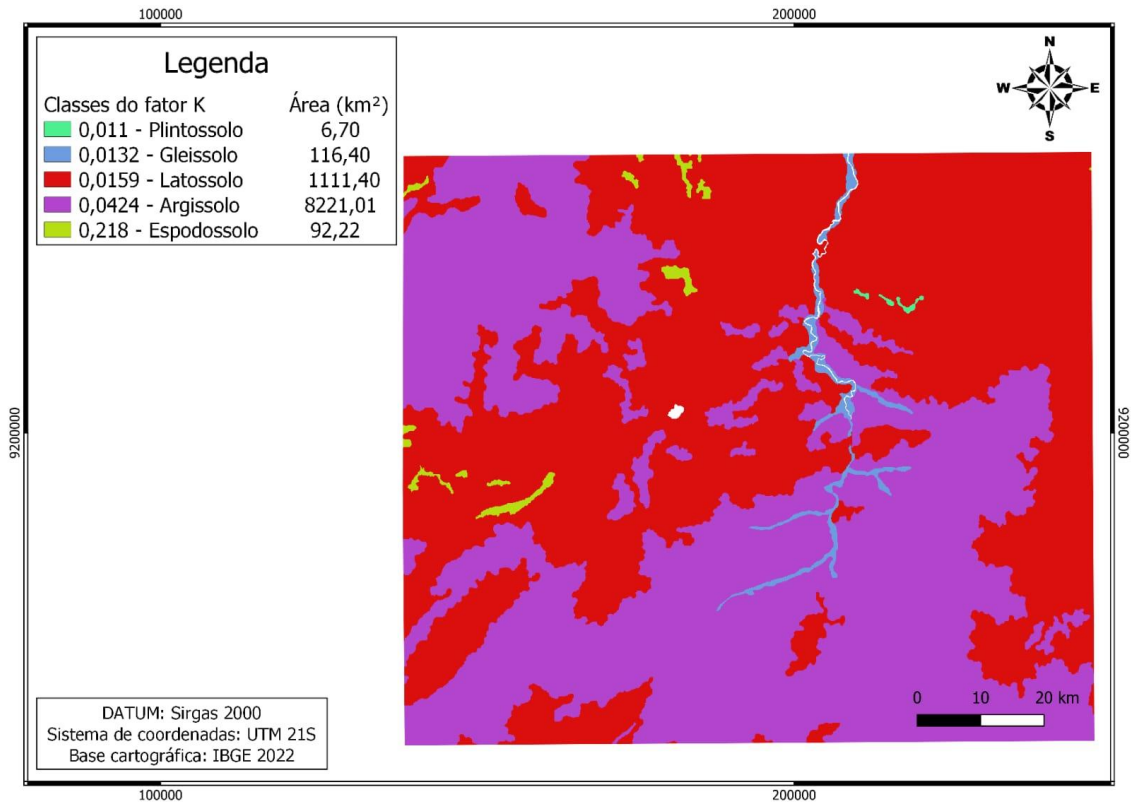 100000 200000
Legenda
Classes do fator K Área (km²)
0,011 - Plintossolo 6,70
0,0132 - Gleissolo 116,40
0,0159 - Latossolo 1111,40
0,0424 - Argissolo 8221,01
0,218 - Espodossolo 92,22
N
W E
S
9200000 9200000
0 10 20 km
DATUM: Sirgas 2000
Sistema de coordenadas: UTM 21S
Base cartográfica: IBGE 2022
100000 200000